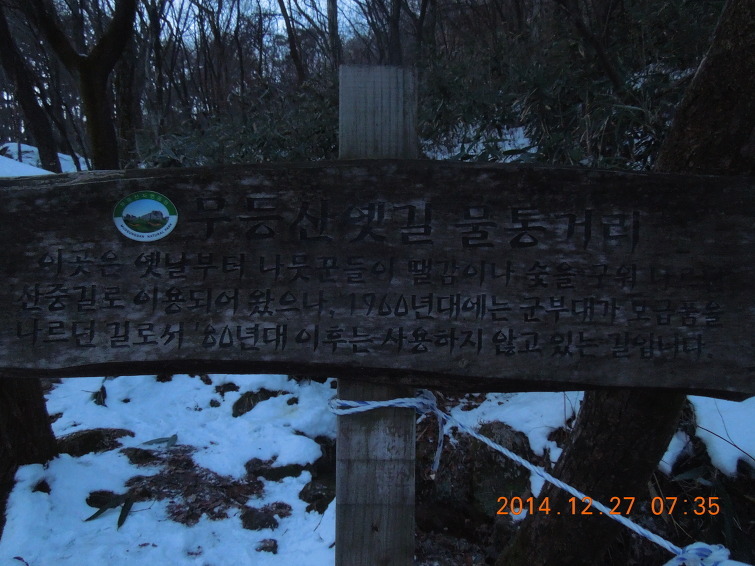 무등산 옛길 물통거리
이곳은 옛날부터 나뭇꾼들이 땔감이나 숯을 구워 나르던
산중길로 이용되어 왔으나, 1960년대에는 군부대가 보급품을
나르던 길로서 '80년대 이후는 사용하지 않고 있는 길입니다.
2014.12.27 07:35